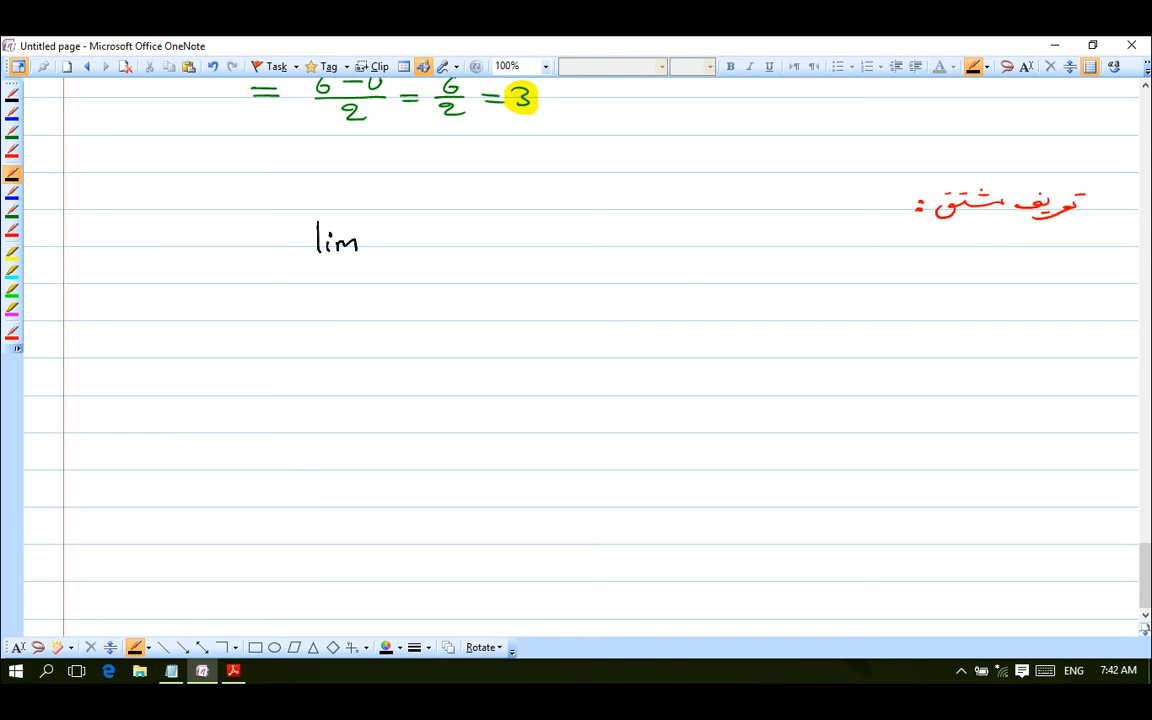 Untitled page - Microsoft Office OneNote
Task Tag Clip 100% B I U A
= 6-0/2 = 6/2 = 3
تعریف مشتق :
lim
Rotate
ENG 7:42 AM